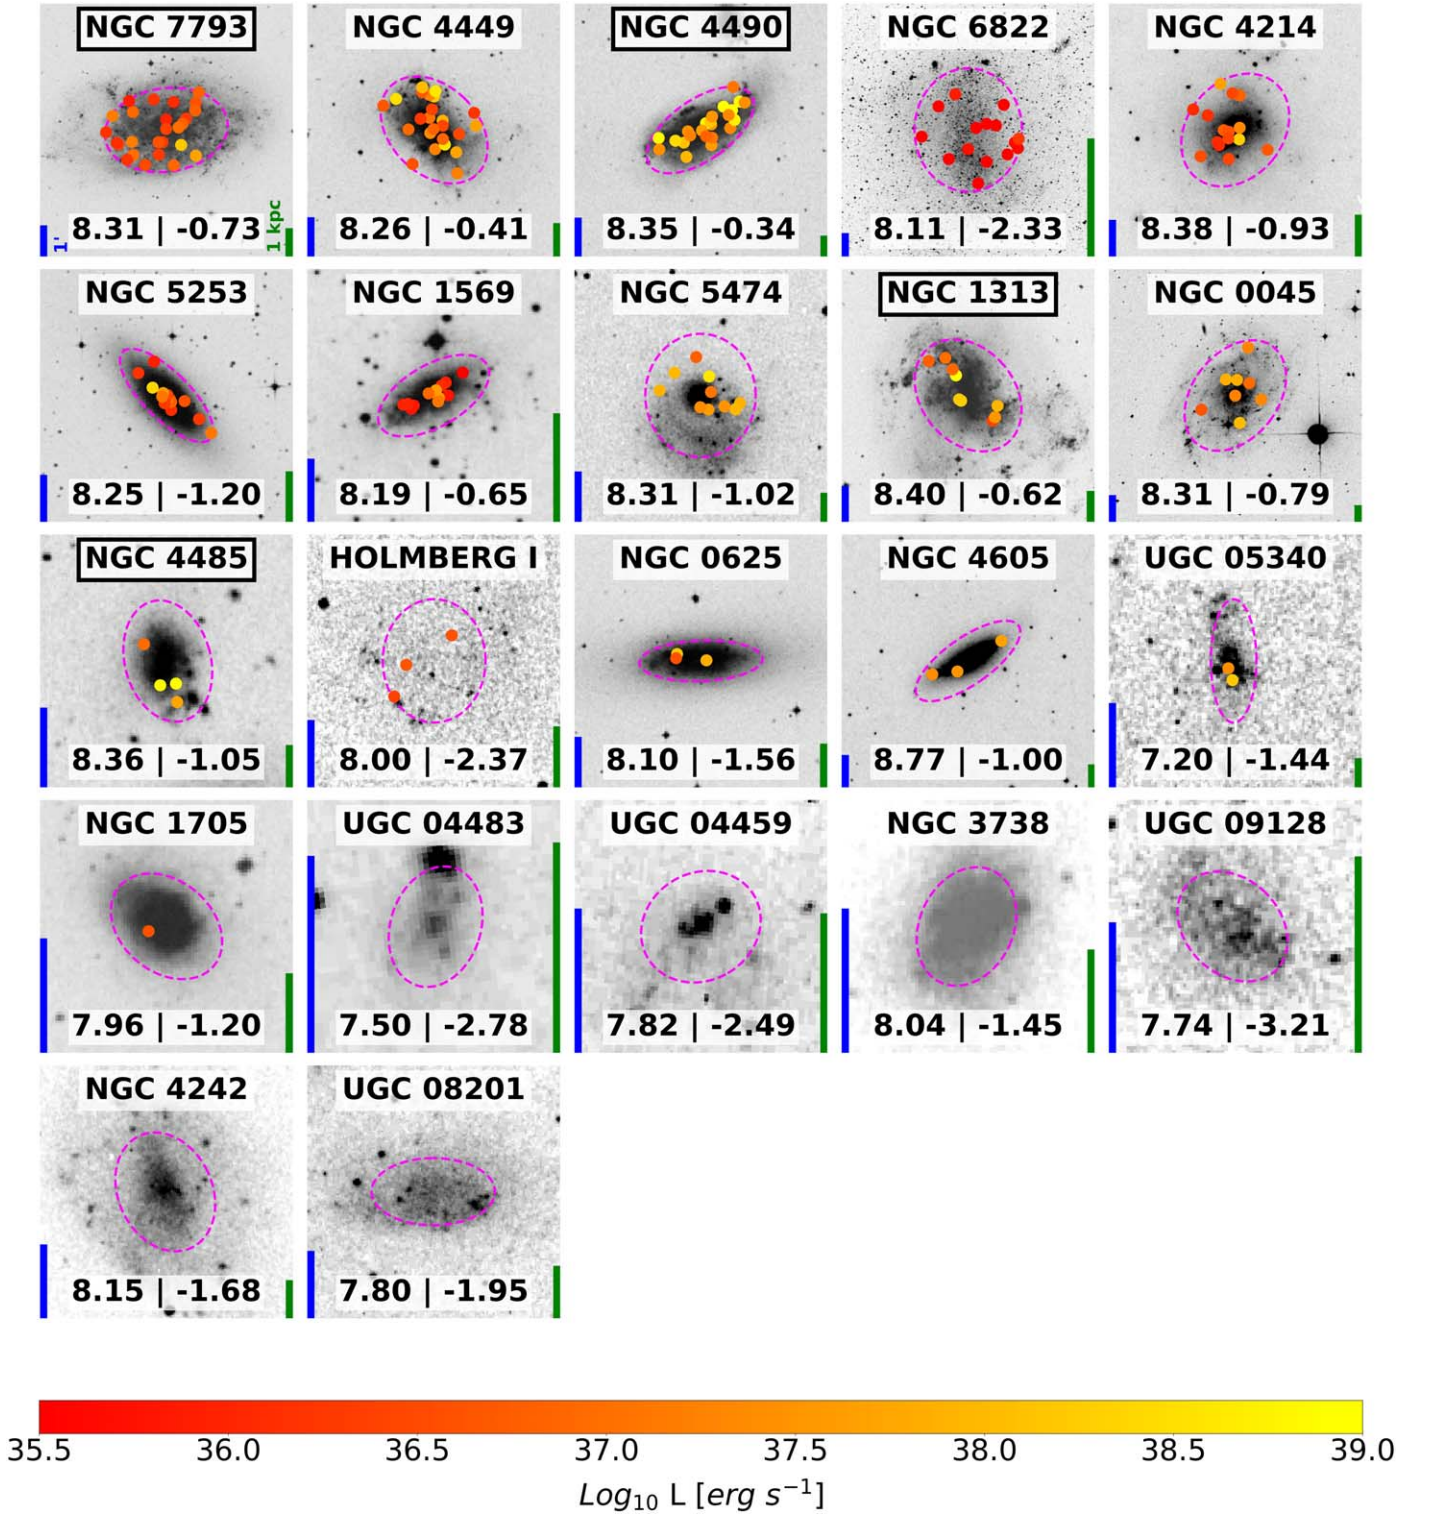 NGC 7793
NGC 4449
NGC 4490
NGC 6822
NGC 4214
1'
8.31 | -0.73
1 kpc
8.26 | -0.41
8.35 | -0.34
8.11 | -2.33
8.38 | -0.93
NGC 5253
NGC 1569
NGC 5474
NGC 1313
NGC 0045
8.25 | -1.20
8.19 | -0.65
8.31 | -1.02
8.40 | -0.62
8.31 | -0.79
NGC 4485
HOLMBERG I
NGC 0625
NGC 4605
UGC 05340
8.36 | -1.05
8.00 | -2.37
8.10 | -1.56
8.77 | -1.00
7.20 | -1.44
NGC 1705
UGC 04483
UGC 04459
NGC 3738
UGC 09128
7.96 | -1.20
7.50 | -2.78
7.82 | -2.49
8.04 | -1.45
7.74 | -3.21
NGC 4242
UGC 08201
8.15 | -1.68
7.80 | -1.95
35.5 36.0 36.5 37.0 37.5 38.0 38.5 39.0
Log₁₀ L [erg s⁻¹]